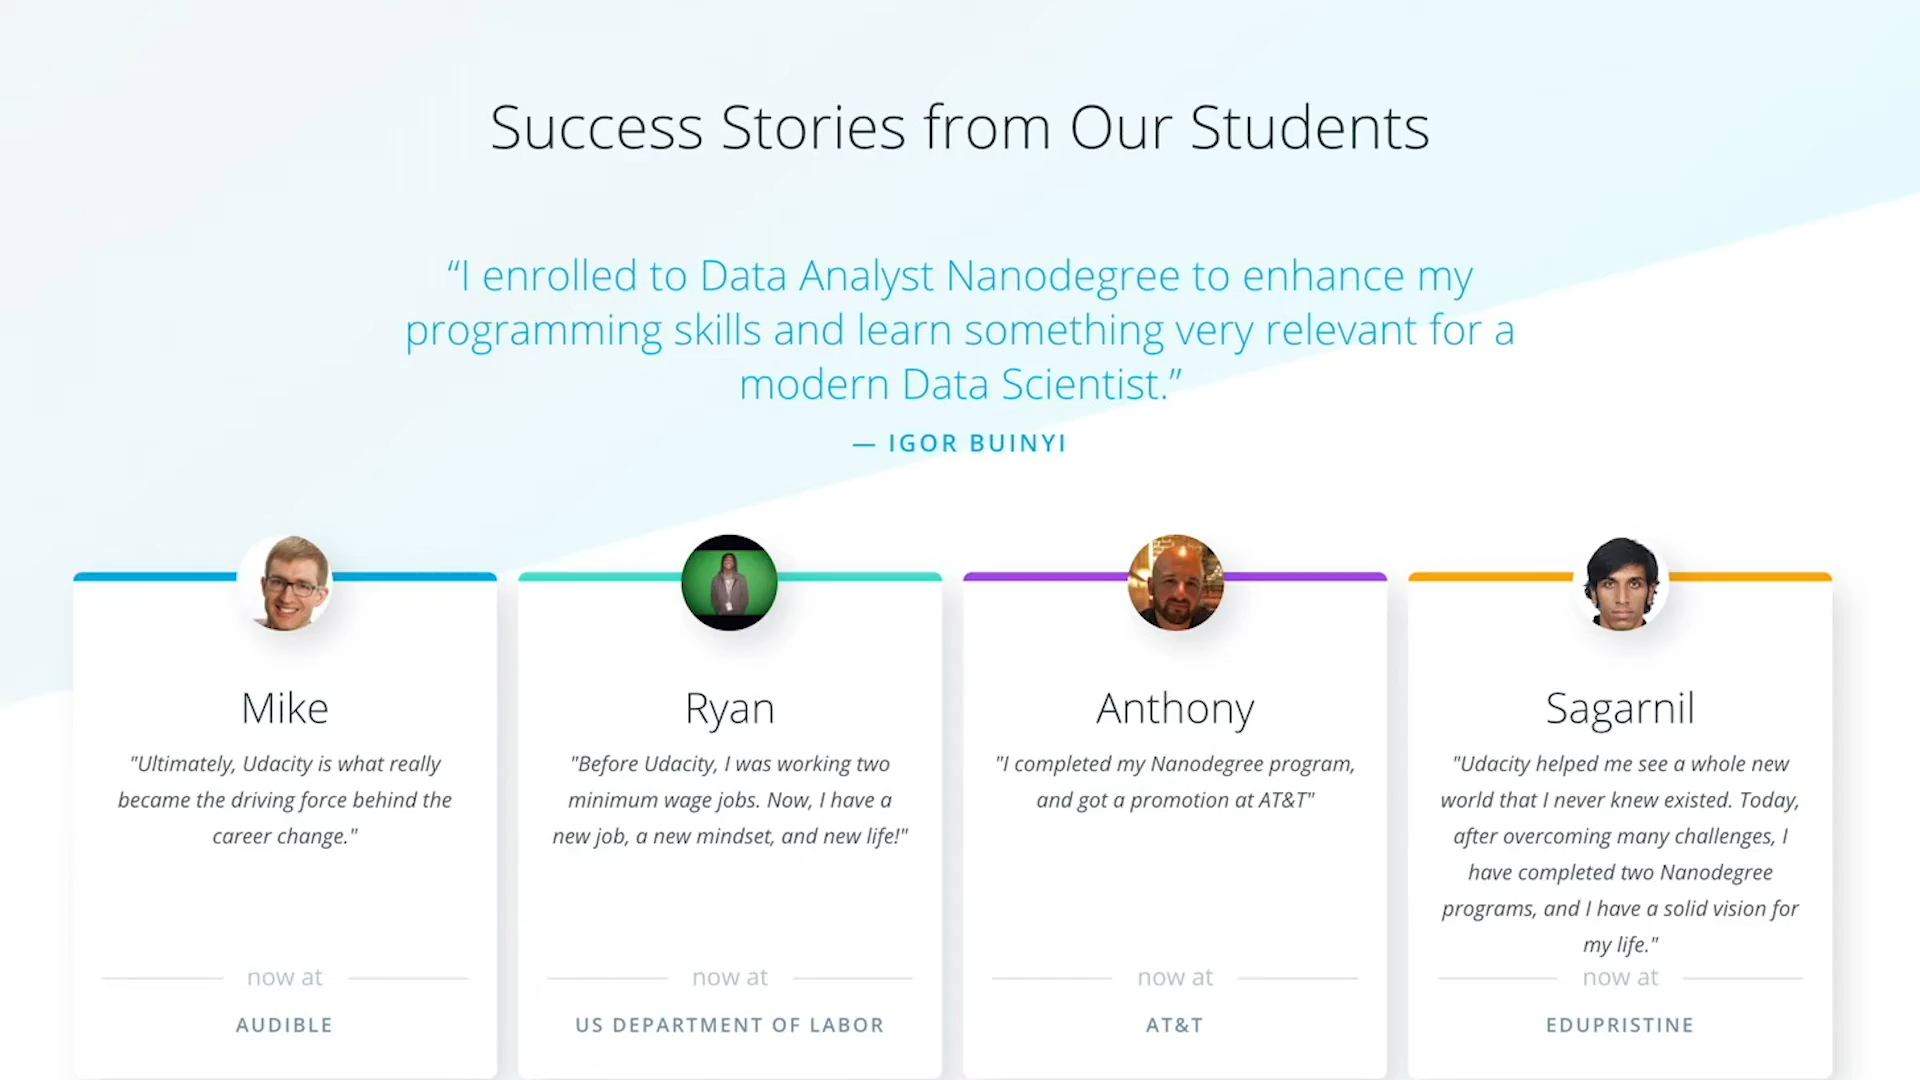 Success Stories from Our Students
“I enrolled to Data Analyst Nanodegree to enhance my
programming skills and learn something very relevant for a
modern Data Scientist.”
— IGOR BUINYI
Mike
"Ultimately, Udacity is what really
became the driving force behind the
career change."
now at
AUDIBLE
Ryan
"Before Udacity, I was working two
minimum wage jobs. Now, I have a
new job, a new mindset, and new life!"
now at
US DEPARTMENT OF LABOR
Anthony
"I completed my Nanodegree program,
and got a promotion at AT&T"
now at
AT&T
Sagarnil
"Udacity helped me see a whole new
world that I never knew existed. Today,
after overcoming many challenges, I
have completed two Nanodegree
programs, and I have a solid vision for
my life."
now at
EDUPRISTINE